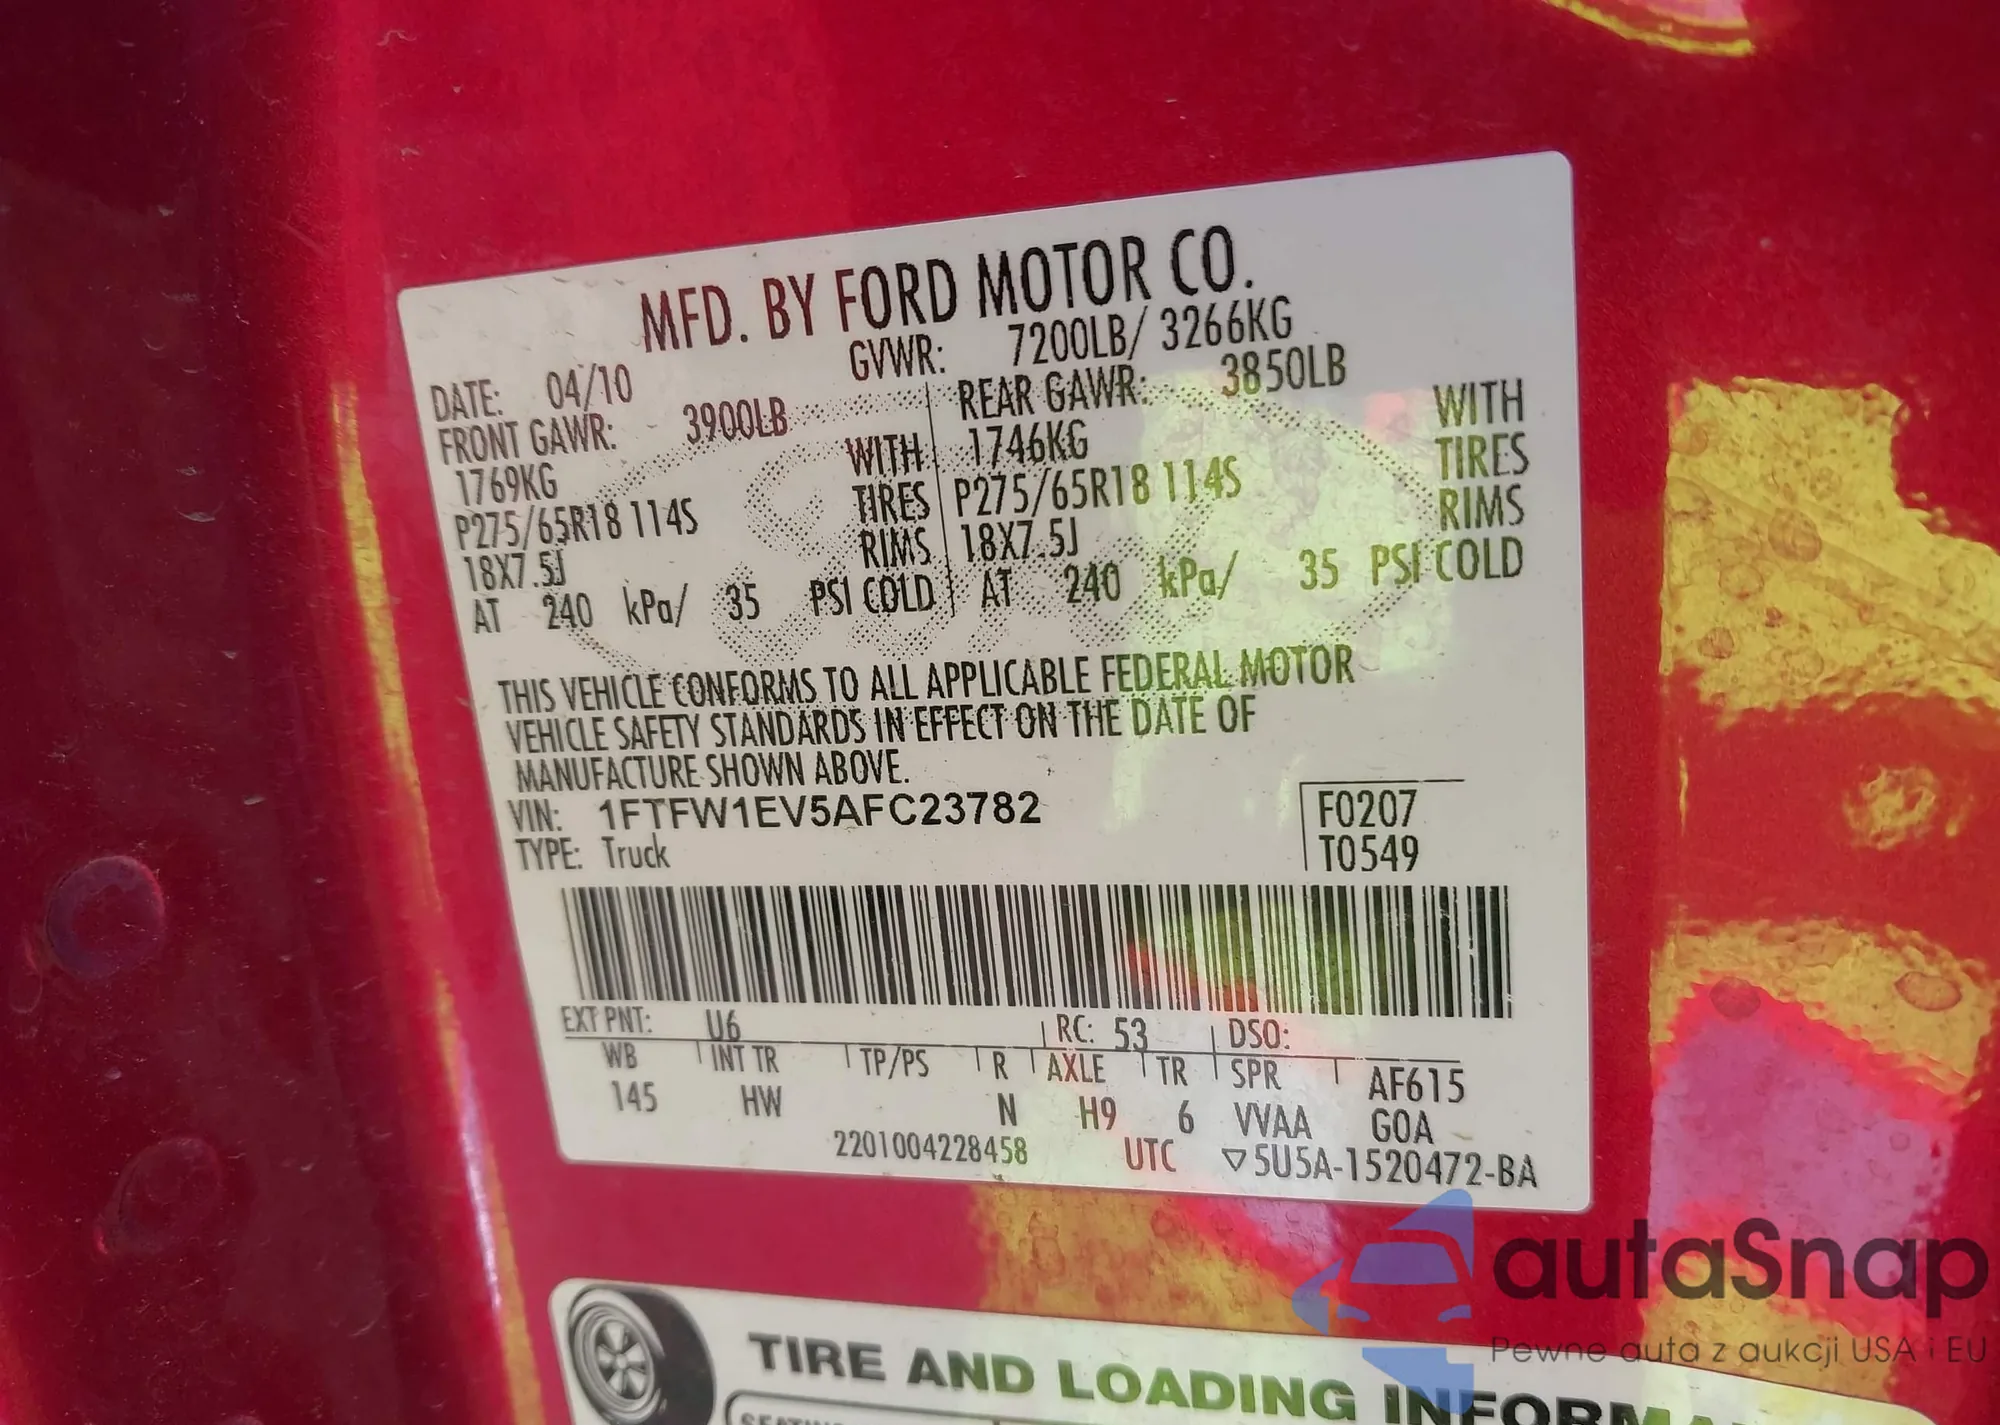 MFD. BY FORD MOTOR CO.
DATE: 04/10 GVWR: 7200LB/ 3266KG
FRONT GAWR: 3900LB REAR GAWR: 3850LB
1769KG WITH 1746KG WITH
P275/65R18 114S TIRES P275/65R18 114S TIRES
18X7.5J RIMS 18X7.5J RIMS
AT 240 kPa/ 35 PSI COLD AT 240 kPa/ 35 PSI COLD
THIS VEHICLE CONFORMS TO ALL APPLICABLE FEDERAL MOTOR
VEHICLE SAFETY STANDARDS IN EFFECT ON THE DATE OF
MANUFACTURE SHOWN ABOVE.
VIN: 1FTFW1EV5AFC23782 F0207
TYPE: Truck T0549
EXT PNT: U6 RC: 53 DSO:
WB INT TR TP/PS R AXLE TR SPR AF615
145 HW N H9 6 VVAA GOA
2201004228458 UTC ▽5U5A-1520472-BA
TIRE AND LOADING
autaSnap
Pewne auta z aukcji USA i EU